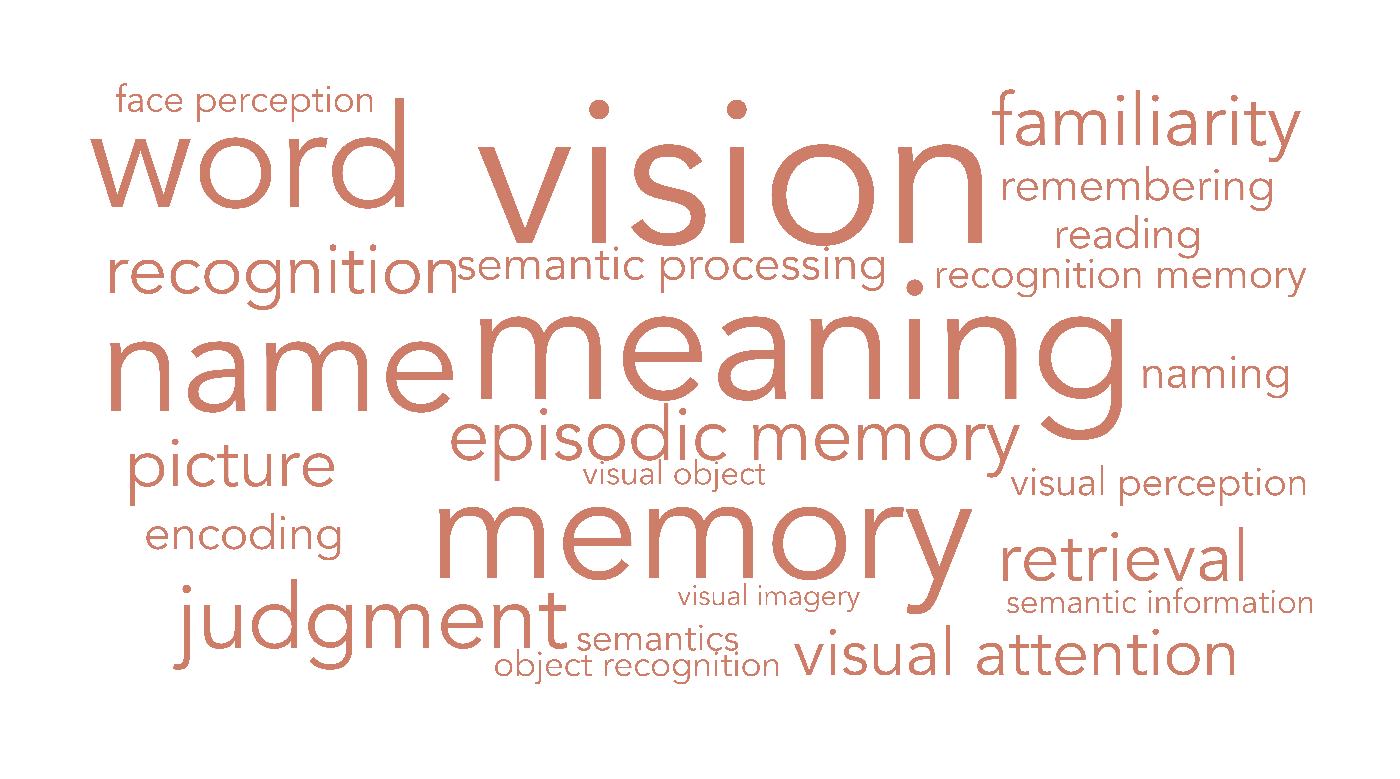 face perception
word
vision
familiarity
remembering
reading
recognition
semantic processing
recognition memory
name
meaning
naming
picture
episodic memory
visual object
visual perception
encoding
memory
retrieval
visual imagery
semantic information
judgment
semantics
object recognition
visual attention